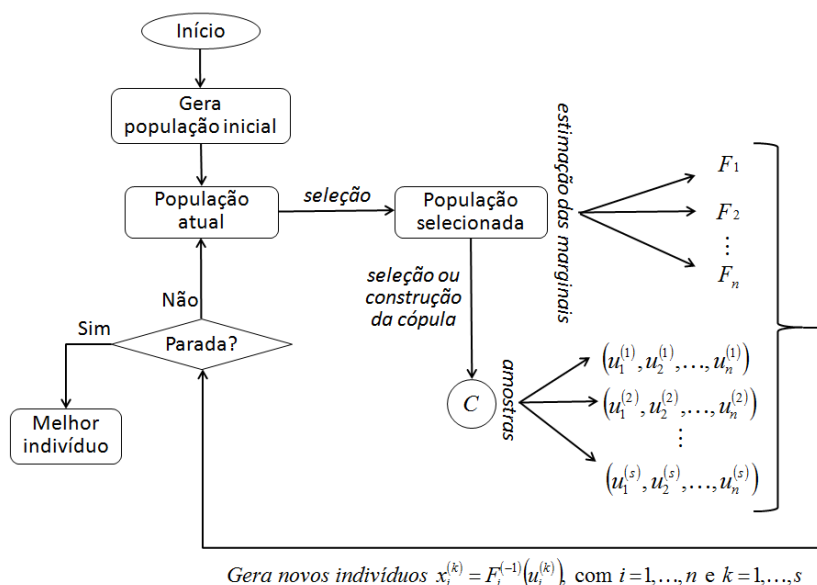 Início
Gera
população inicial
População
atual
seleção
População
selecionada
estimação das marginais
F₁
F₂
⋮
Fₙ
seleção ou
construção
da cópula
Não
Sim
Parada?
Melhor
indivíduo
C
amostras
(u₁^(1), u₂^(1),…,uₙ^(1))
(u₁^(2), u₂^(2),…,uₙ^(2))
⋮
(u₁^(s), u₂^(s),…,uₙ^(s))
Gera novos indivíduos xᵢ^(k) = Fᵢ^(-1)(uᵢ^(k)), com i=1,…,n e k=1,…,s